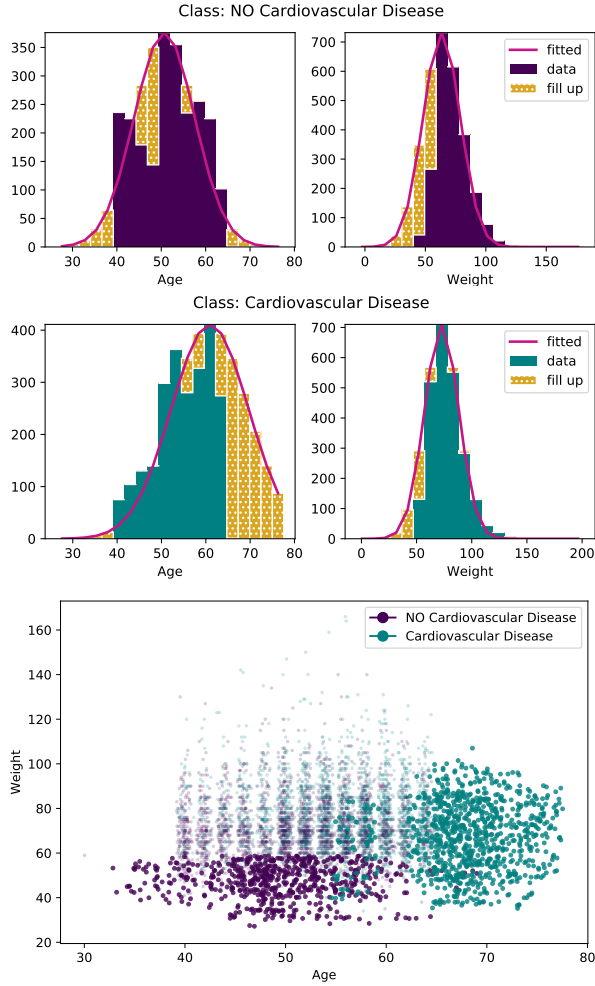 Class: NO Cardiovascular Disease
350
300
250
200
150
100
50
0
30 40 50 60 70 80
Age
700
600
500
400
300
200
100
0
0 50 100 150
Weight
fitted
data
fill up
Class: Cardiovascular Disease
400
300
200
100
0
30 40 50 60 70 80
Age
700
600
500
400
300
200
100
0
0 50 100 150 200
Weight
fitted
data
fill up
NO Cardiovascular Disease
Cardiovascular Disease
160
140
120
100
80
60
40
20
Weight
30 40 50 60 70 80
Age